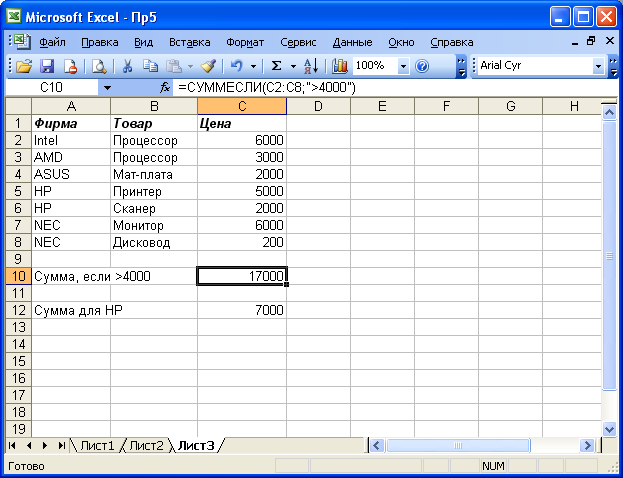 Microsoft Excel - Пр5
Файл Правка Вид Вставка Формат Сервис Данные Окно Справка
100% Arial Cyr
C10 fx =СУММЕСЛИ(C2:C8;">4000")
A B C D E F G H
1 Фирма Товар Цена
2 Intel Процессор 6000
3 AMD Процессор 3000
4 ASUS Мат-плата 2000
5 HP Принтер 5000
6 HP Сканер 2000
7 NEC Монитор 6000
8 NEC Дисковод 200
9
10 Сумма, если >4000 17000
11
12 Сумма для HP 7000
13
14
15
16
17
18
19
Лист1 Лист2 Лист3
Готово NUM